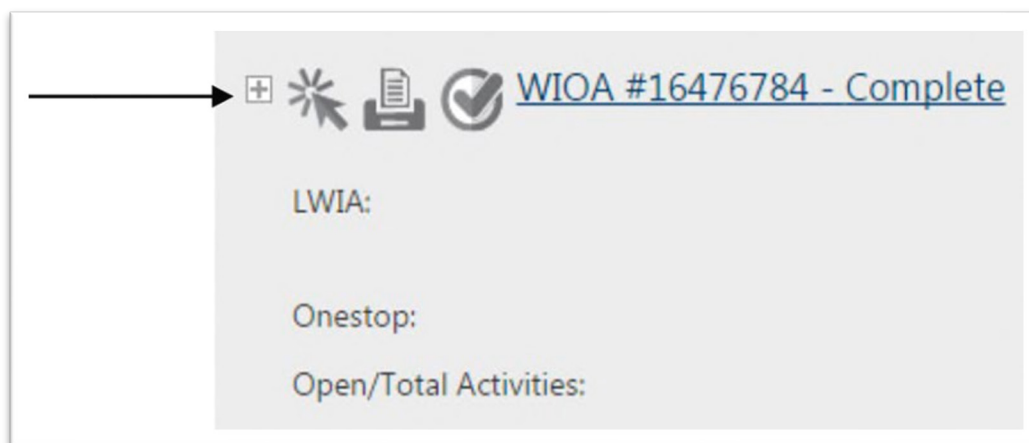 WIOA #16476784 - Complete
LWIA:
Onestop:
Open/Total Activities: